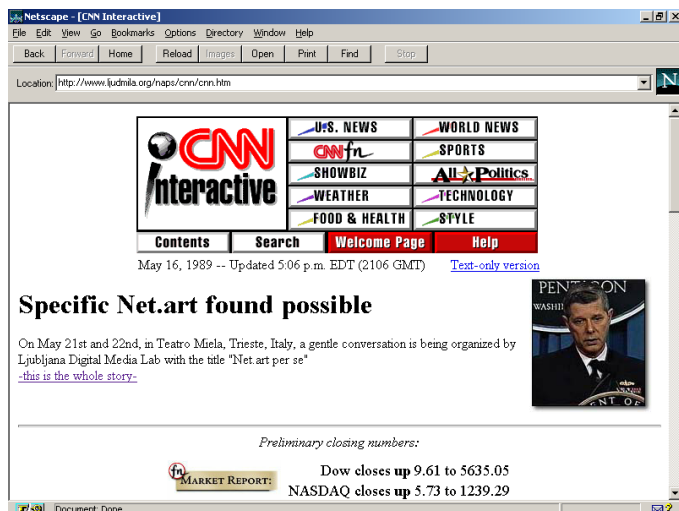 Netscape - [CNN Interactive]
File Edit View Go Bookmarks Options Directory Window Help
Back Forward Home Reload Images Open Print Find Stop
Location: http://www.ljudmila.org/naps/cnn/cnn.htm
N
CNN Interactive
U.S. NEWS WORLD NEWS
CNN fn SPORTS
SHOWBIZ All Politics
WEATHER TECHNOLOGY
FOOD & HEALTH STYLE
Contents Search Welcome Page Help
May 16, 1989 -- Updated 5:06 p.m. EDT (2106 GMT) Text-only version
PENTAGON
WASHI
Specific Net.art found possible
On May 21st and 22nd, in Teatro Miela, Trieste, Italy, a gentle conversation is being organized by
Ljubljana Digital Media Lab with the title "Net.art per se"
-this is the whole story-
NT OF
Preliminary closing numbers:
fn MARKET REPORT:
Dow closes up 9.61 to 5635.05
NASDAQ closes up 5.73 to 1239.29
Document: Done